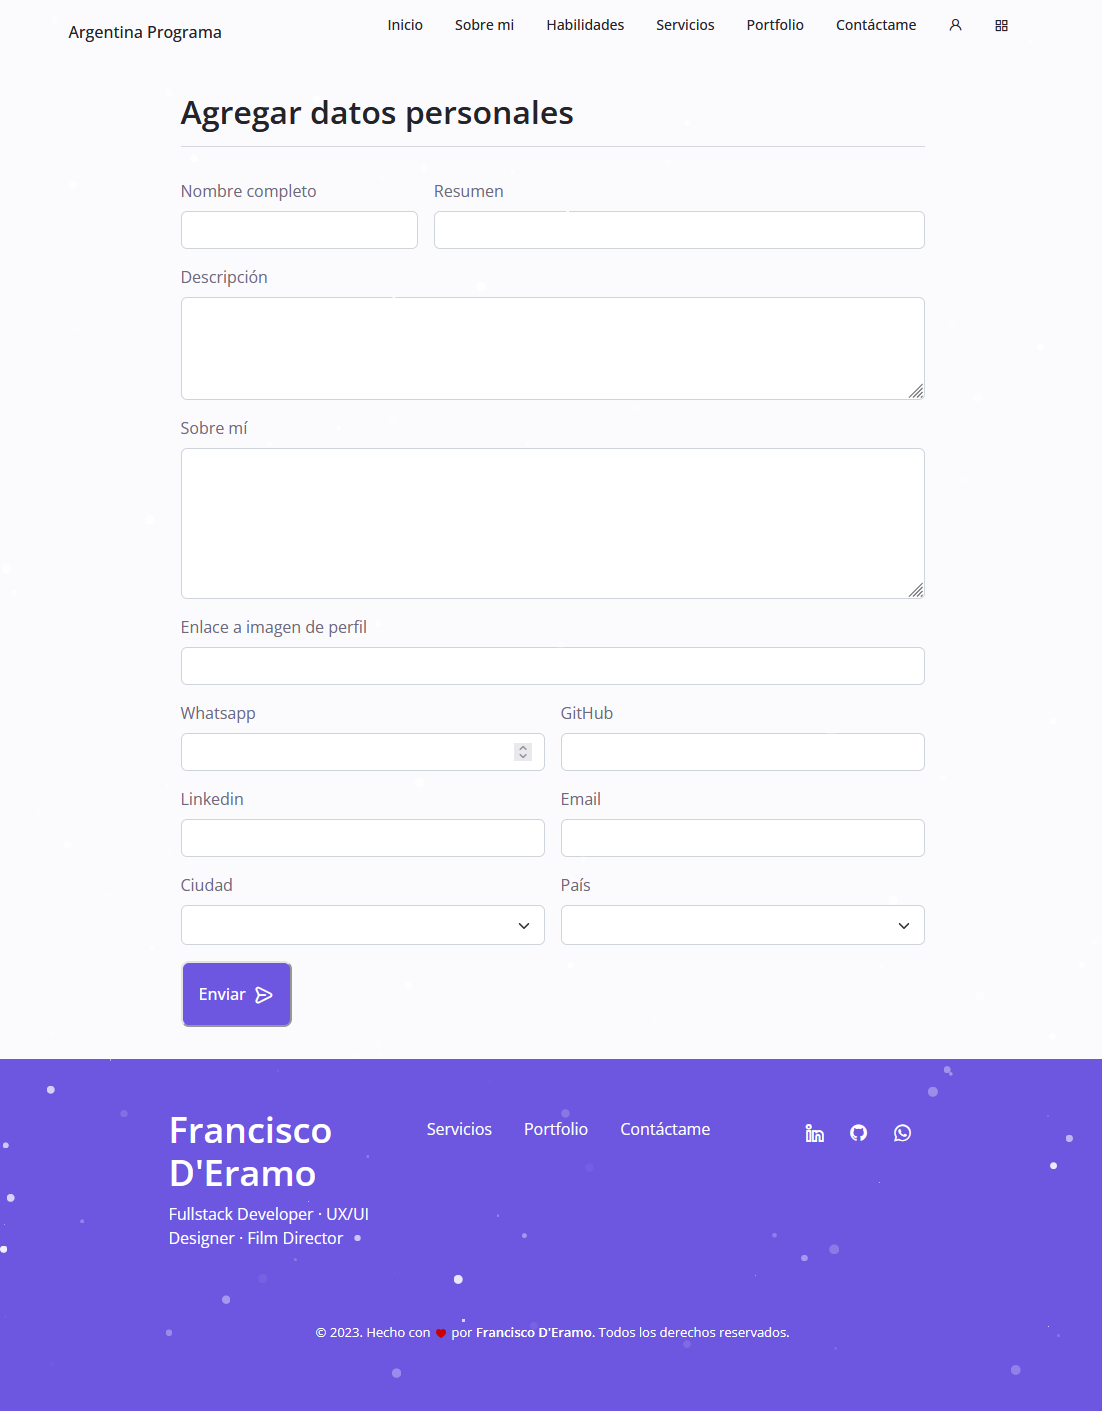 Argentina Programa
Inicio Sobre mi Habilidades Servicios Portfolio Contáctame
Agregar datos personales
Nombre completo Resumen
Descripción
Sobre mí
Enlace a imagen de perfil
Whatsapp GitHub
Linkedin Email
Ciudad País
Enviar
Francisco
D'Eramo
Fullstack Developer · UX/UI
Designer · Film Director
Servicios Portfolio Contáctame
© 2023. Hecho con por Francisco D'Eramo. Todos los derechos reservados.